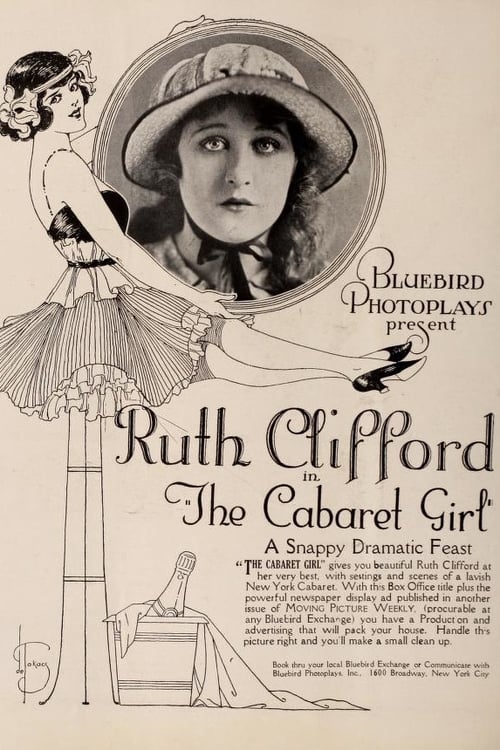 BLUEBIRD
PHOTOPLAYS
present
Ruth Clifford
in
"The Cabaret Girl"
A Snappy Dramatic Feast
"THE CABARET GIRL" gives you beautiful Ruth Clifford at
her very best, with settings and scenes of a lavish
New York Cabaret. With this Box Office title plus the
powerful newspaper display ad published in another
issue of MOVING PICTURE WEEKLY, (procurable at
any Bluebird Exchange) you have a Production and
advertising that will pack your house. Handle this
picture right and you'll make a small clean up.
Book thru your local Bluebird Exchange or Communicate with
Bluebird Photoplays, Inc., 1600 Broadway, New York City